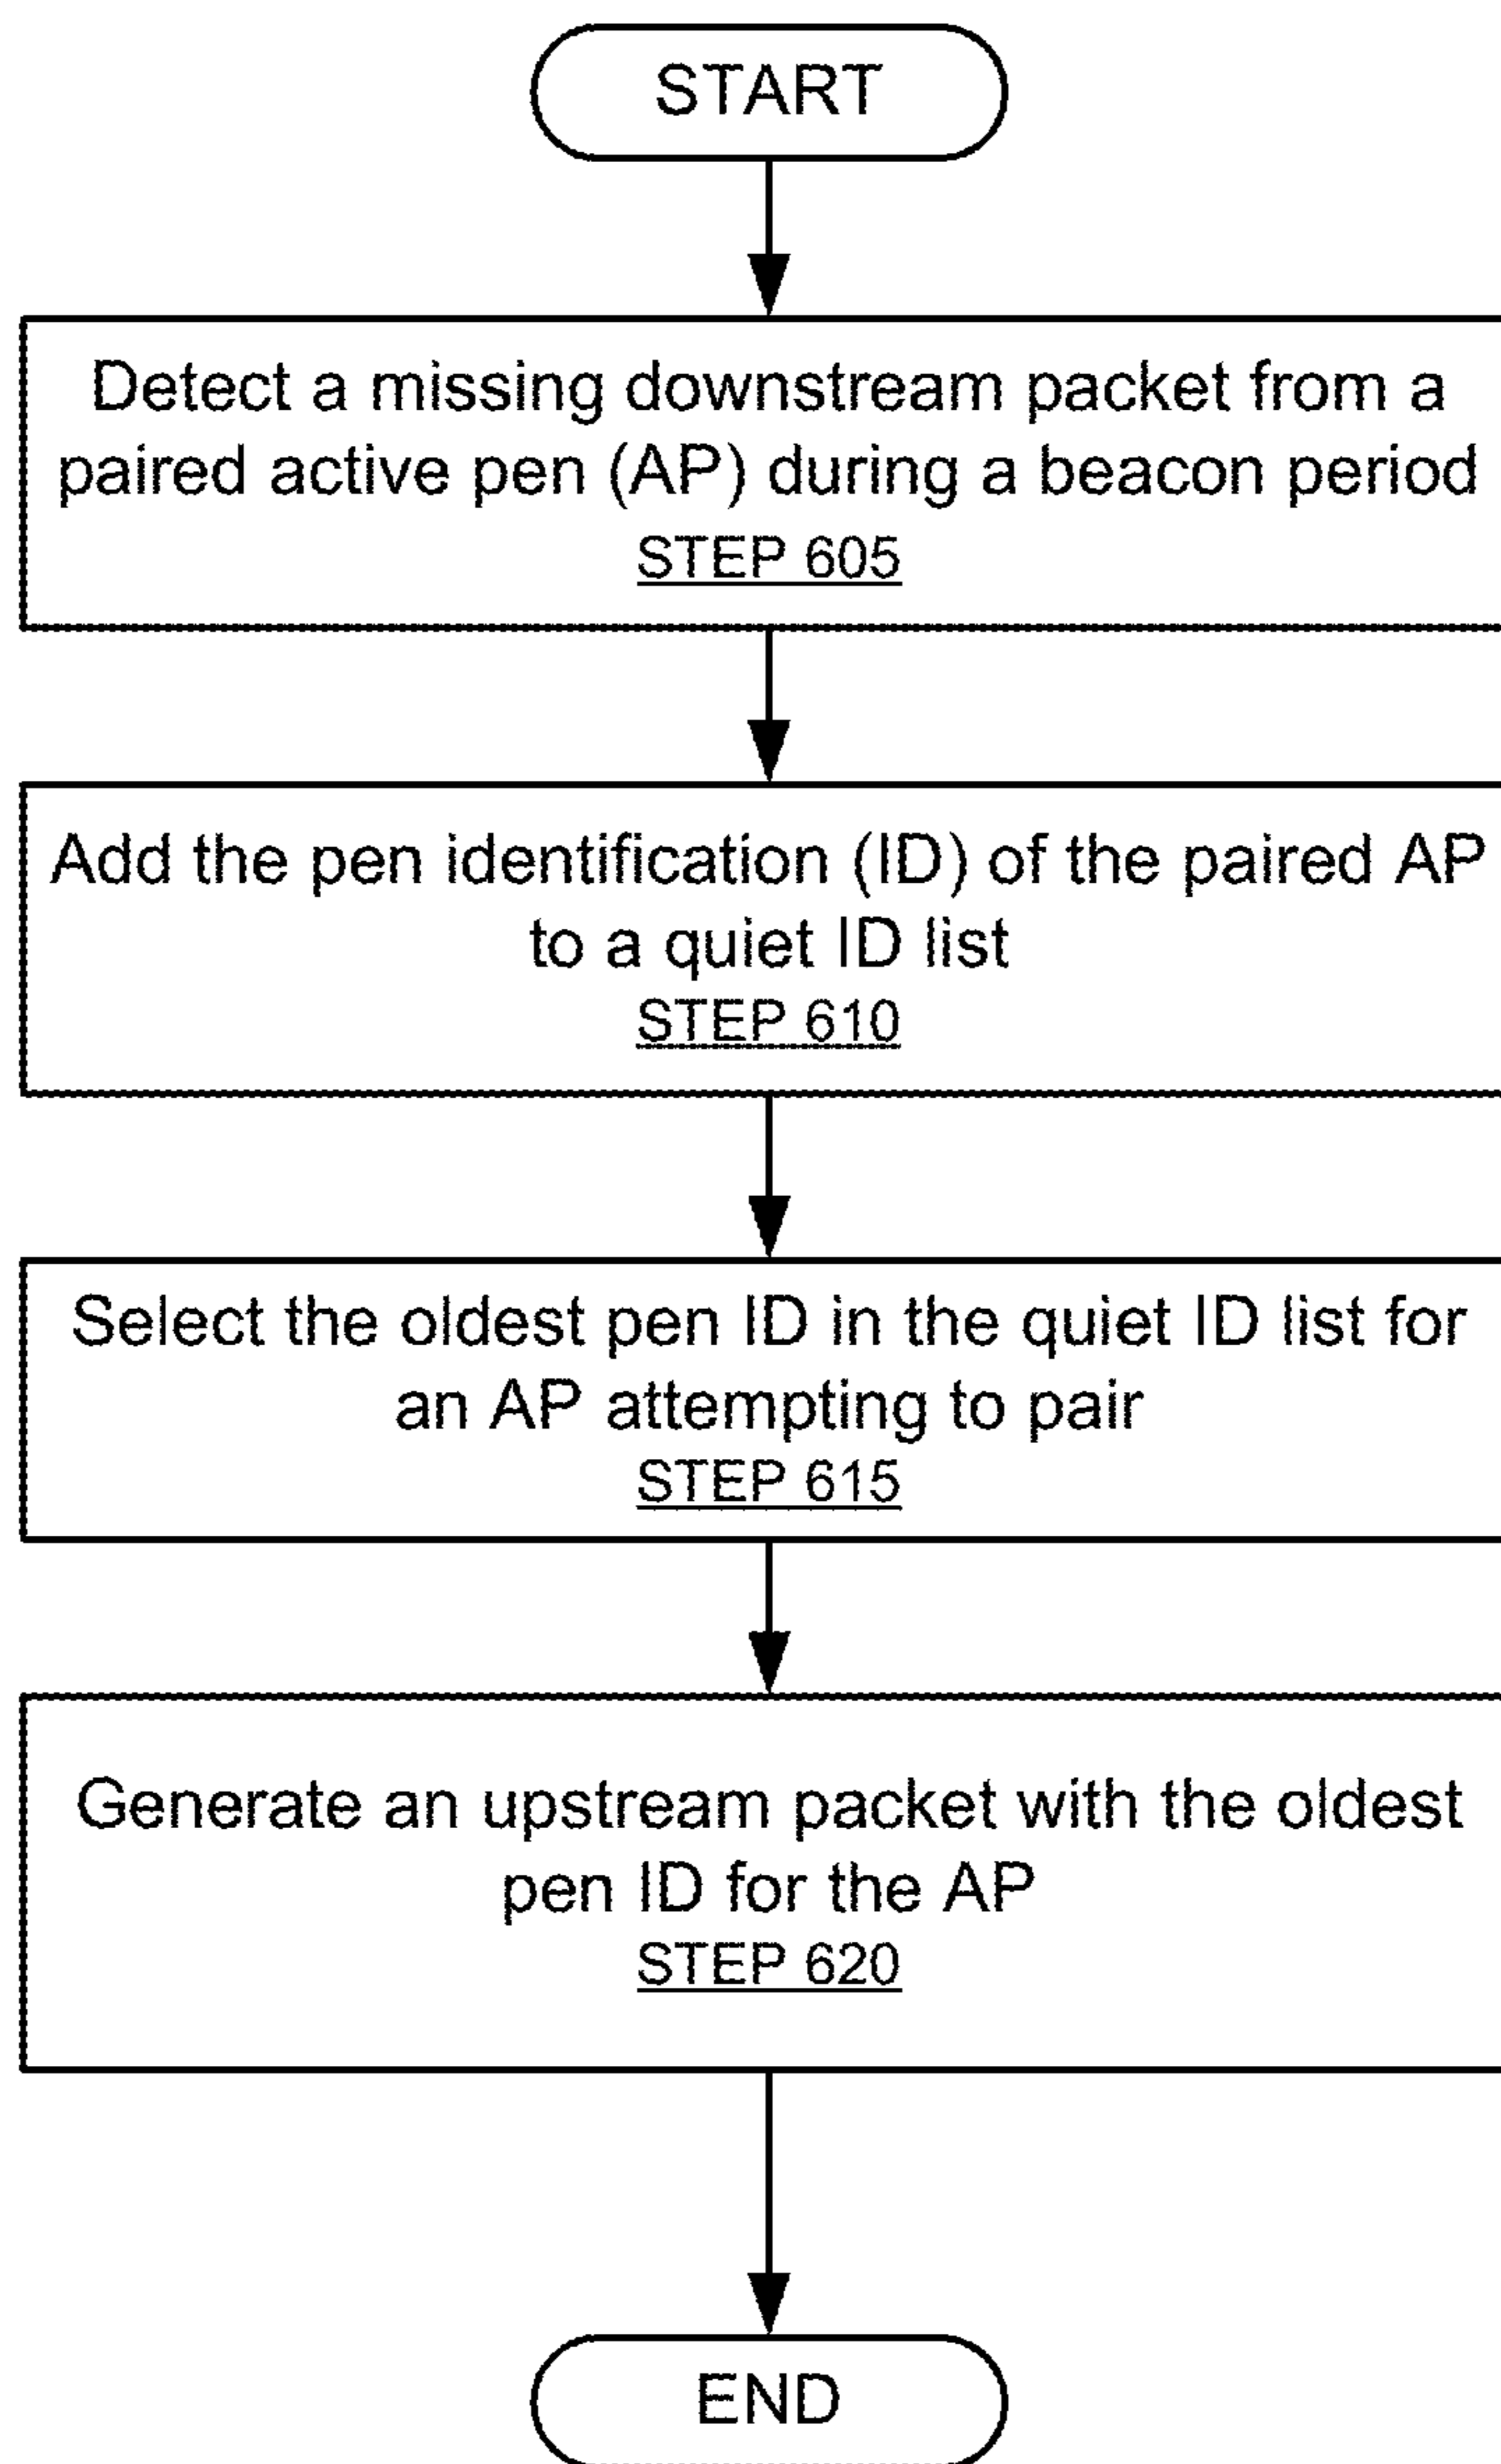 START
Detect a missing downstream packet from a
paired active pen (AP) during a beacon period
STEP 605
Add the pen identification (ID) of the paired AP
to a quiet ID list
STEP 610
Select the oldest pen ID in the quiet ID list for
an AP attempting to pair
STEP 615
Generate an upstream packet with the oldest
pen ID for the AP
STEP 620
END